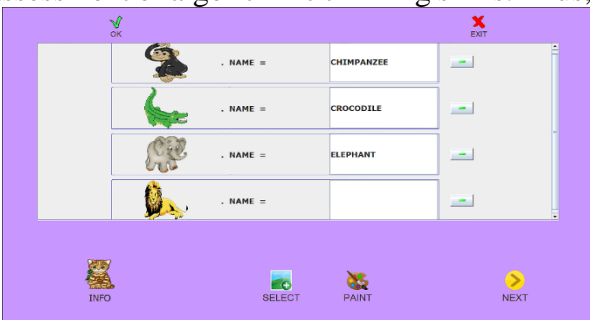 OK EXIT
. NAME = CHIMPANZEE
. NAME = CROCODILE
. NAME = ELEPHANT
. NAME =
INFO SELECT PAINT NEXT